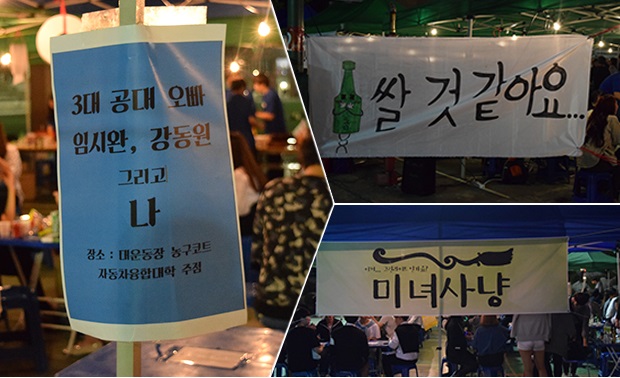 3대 공대 오빠
임시완, 강동원
그리고
나
장소 : 대운동장 농구코트
자동차융합대학 주점
쌀 것 같아요...
미녀사냥